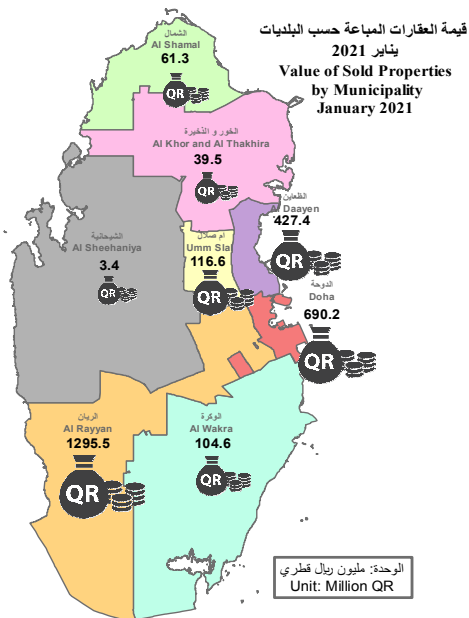 قيمة العقارات المباعة حسب البلديات
يناير 2021
Value of Sold Properties
by Municipality
January 2021
الشمال
Al Shamal
61.3
QR
الخور و الذخيرة
Al Khor and Al Thakhira
39.5
QR
الظعاين
Al Daayen
427.4
QR
الشيحانية
Al Sheehaniya
3.4
QR
ام صلال
Umm Slal
116.6
QR
الدوحة
Doha
690.2
QR
الريان
Al Rayyan
1295.5
QR
الوكرة
Al Wakra
104.6
QR
الوحدة: مليون ريال قطري
Unit: Million QR